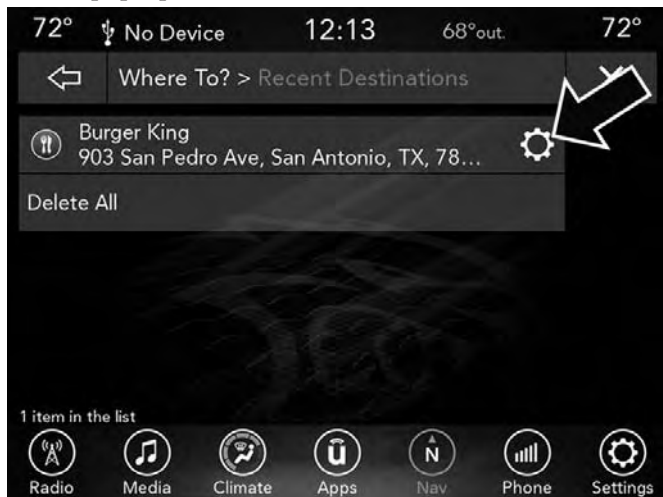 72° No Device 12:13 68°out. 72°
Where To? > Recent Destinations
Burger King
903 San Pedro Ave, San Antonio, TX, 78...
Delete All
1 item in the list
ū N
Radio Media Climate Apps Nav Phone Settings